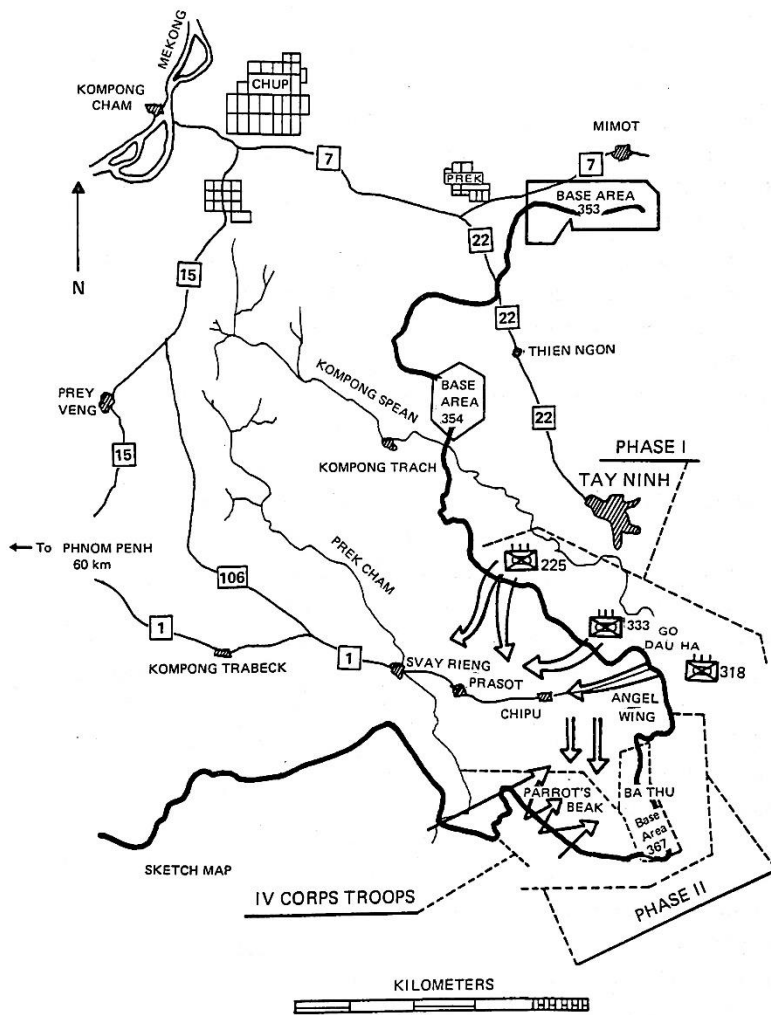 MEKONG
KOMPONG
CHAM
CHUP
MIMOT
7
PREK
7
BASE AREA
353
N
15
22
22
THIEN NGON
KOMPONG SPEAN
BASE
AREA
354
PREY
VENG
22
15
KOMPONG TRACH
PHASE I
TAY NINH
← To PHNOM PENH
60 km
PREK CHAM
225
106
333
1
GO
DAU HA
KOMPONG TRABECK
1
SVAY RIENG
PRASOT
318
CHIPU
ANGEL
WING
PARROT'S
BEAK
BA THU
Base
Area
367
SKETCH MAP
IV CORPS TROOPS
PHASE II
KILOMETERS